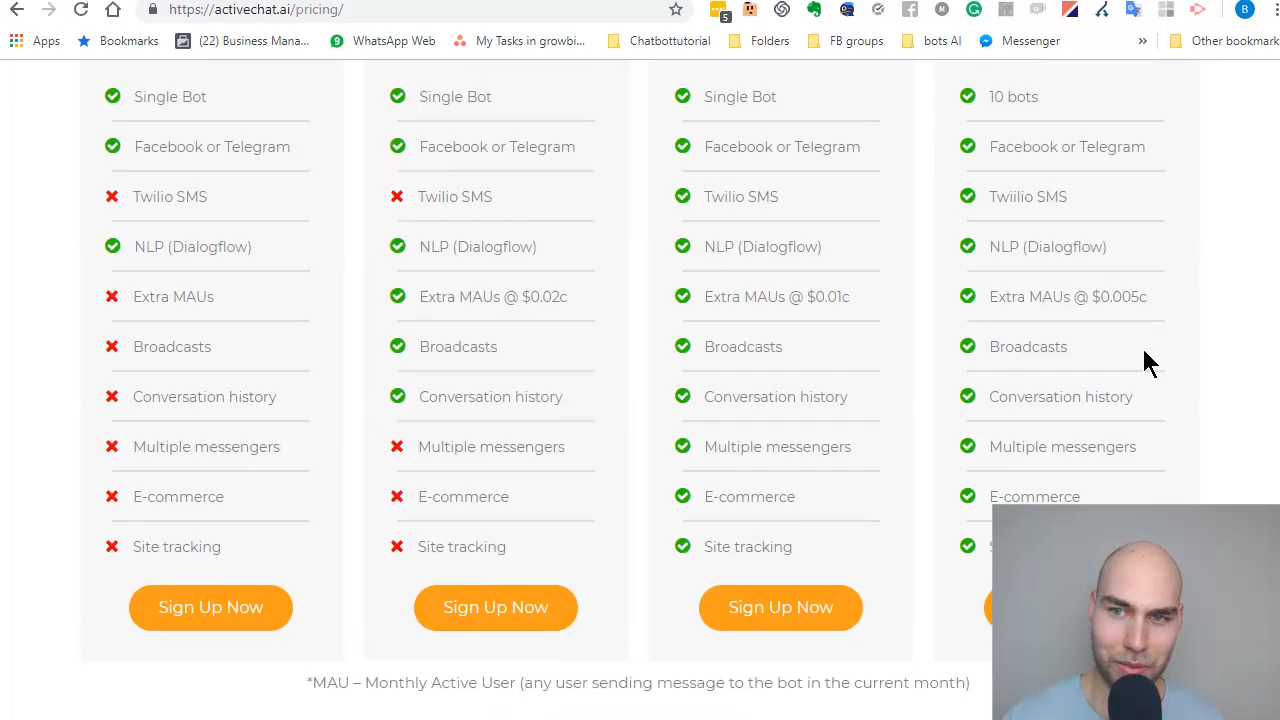 https://activechat.ai/pricing/
5
B
Apps
Bookmarks
(22) Business Mana...
WhatsApp Web
My Tasks in growbi...
Chatbottutorial
Folders
FB groups
bots AI
Messenger
»
Other bookmark
Single Bot
Facebook or Telegram
Twilio SMS
NLP (Dialogflow)
Extra MAUs
Broadcasts
Conversation history
Multiple messengers
E-commerce
Site tracking
Sign Up Now
Single Bot
Facebook or Telegram
Twilio SMS
NLP (Dialogflow)
Extra MAUs @ $0.02c
Broadcasts
Conversation history
Multiple messengers
E-commerce
Site tracking
Sign Up Now
Single Bot
Facebook or Telegram
Twilio SMS
NLP (Dialogflow)
Extra MAUs @ $0.01c
Broadcasts
Conversation history
Multiple messengers
E-commerce
Site tracking
Sign Up Now
10 bots
Facebook or Telegram
Twiilio SMS
NLP (Dialogflow)
Extra MAUs @ $0.005c
Broadcasts
Conversation history
Multiple messengers
E-commerce
*MAU – Monthly Active User (any user sending message to the bot in the current month)